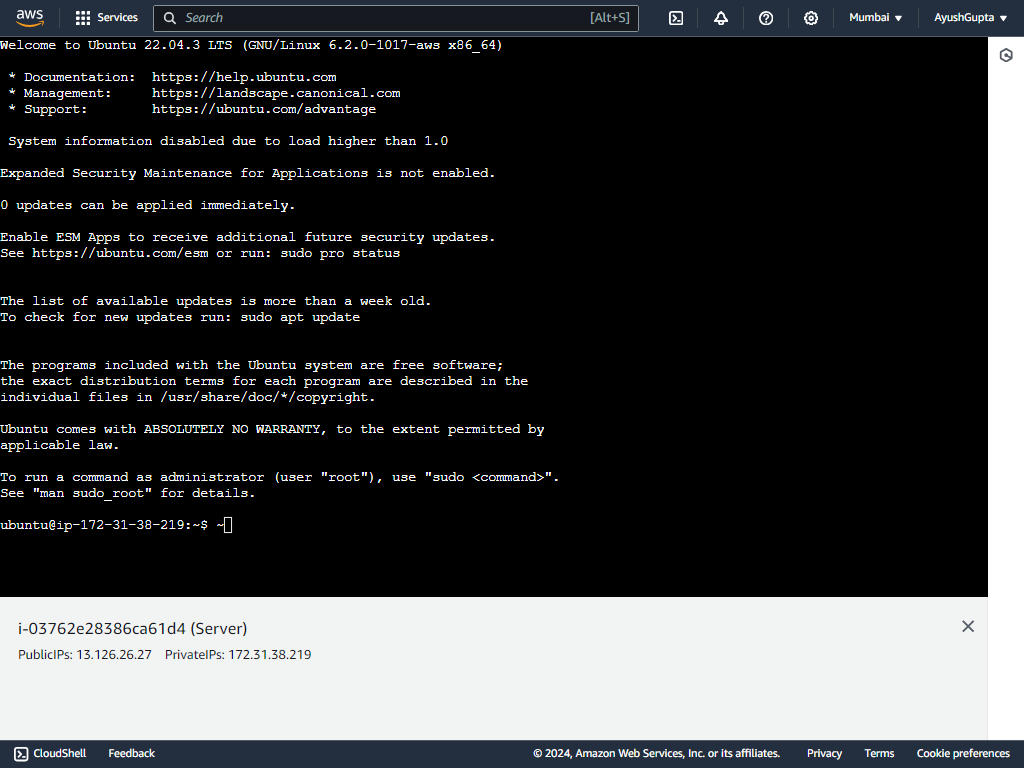 aws Services Search [Alt+S] Mumbai AyushGupta
Welcome to Ubuntu 22.04.3 LTS (GNU/Linux 6.2.0-1017-aws x86_64)
* Documentation: https://help.ubuntu.com
* Management: https://landscape.canonical.com
* Support: https://ubuntu.com/advantage
System information disabled due to load higher than 1.0
Expanded Security Maintenance for Applications is not enabled.
0 updates can be applied immediately.
Enable ESM Apps to receive additional future security updates.
See https://ubuntu.com/esm or run: sudo pro status
The list of available updates is more than a week old.
To check for new updates run: sudo apt update
The programs included with the Ubuntu system are free software;
the exact distribution terms for each program are described in the
individual files in /usr/share/doc/*/copyright.
Ubuntu comes with ABSOLUTELY NO WARRANTY, to the extent permitted by
applicable law.
To run a command as administrator (user "root"), use "sudo <command>".
See "man sudo_root" for details.
ubuntu@ip-172-31-38-219:~$ ~
i-03762e28386ca61d4 (Server)
PublicIPs: 13.126.26.27 PrivateIPs: 172.31.38.219
CloudShell Feedback © 2024, Amazon Web Services, Inc. or its affiliates. Privacy Terms Cookie preferences